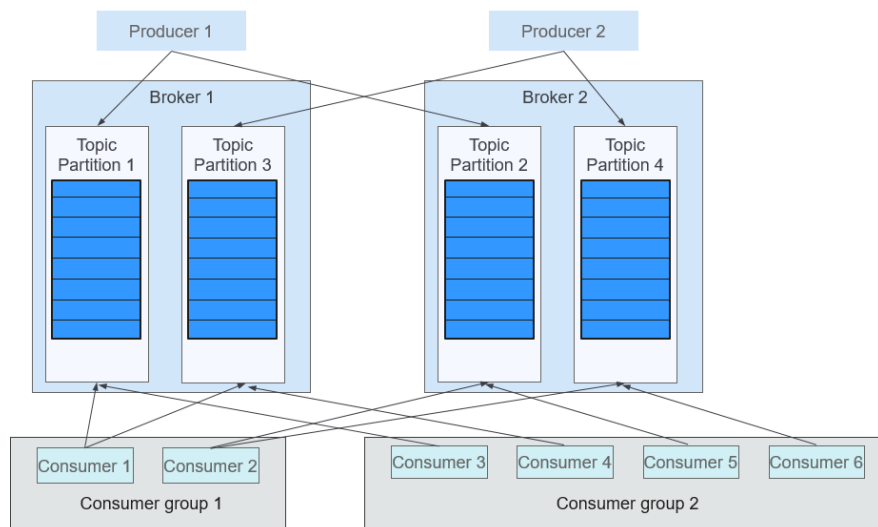 Producer 1
Producer 2
Broker 1
Broker 2
Topic
Partition 1
Topic
Partition 3
Topic
Partition 2
Topic
Partition 4
Consumer 1
Consumer 2
Consumer group 1
Consumer 3
Consumer 4
Consumer 5
Consumer 6
Consumer group 2